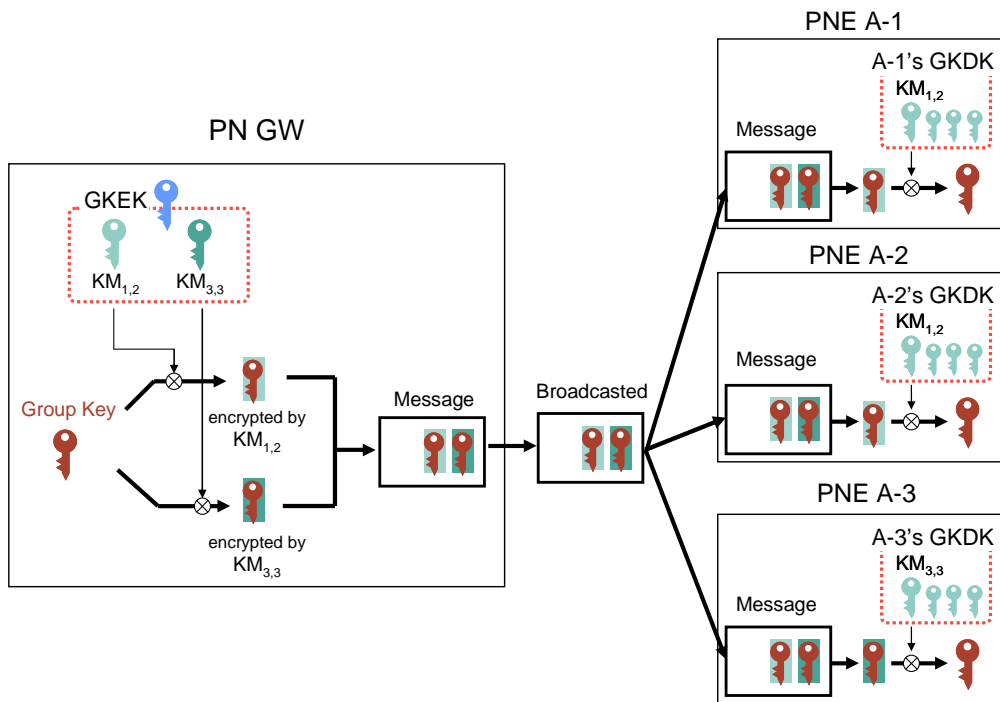 PN GW
GKEK
KM1,2
KM3,3
Group Key
encrypted by
KM1,2
encrypted by
KM3,3
Message
Broadcasted
PNE A-1
A-1's GKDK
KM1,2
Message
PNE A-2
A-2's GKDK
KM1,2
Message
PNE A-3
A-3's GKDK
KM3,3
Message